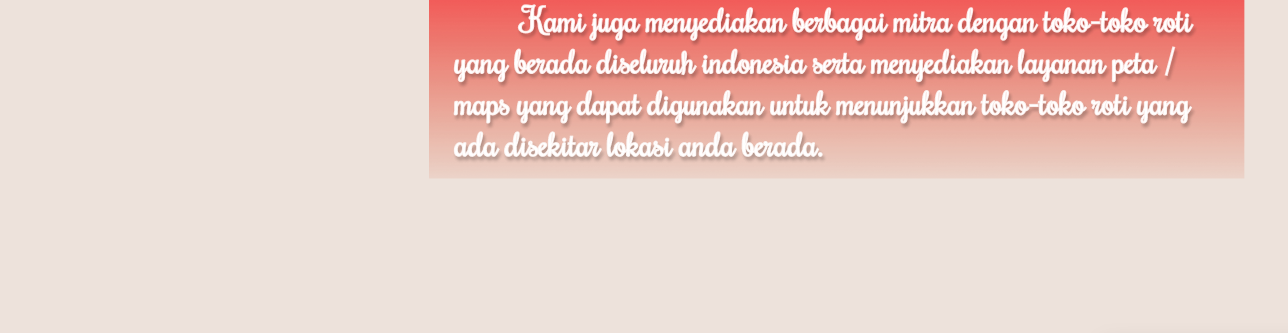 Kami juga menyediakan berbagai mitra dengan toko-toko roti
yang berada diseluruh indonesia serta menyediakan layanan peta /
maps yang dapat digunakan untuk menunjukkan toko-toko roti yang
ada disekitar lokasi anda berada.